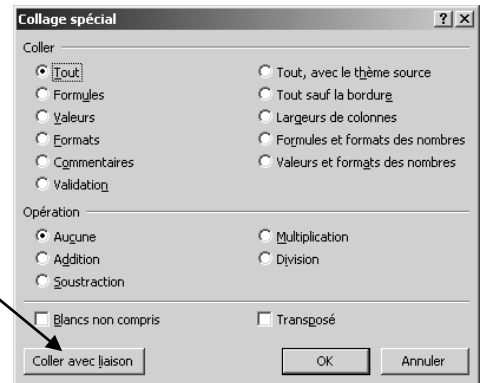 Collage spécial
Coller
Tout
Tout, avec le thème source
Formules
Tout sauf la bordure
Valeurs
Largeurs de colonnes
Formats
Formules et formats des nombres
Commentaires
Valeurs et formats des nombres
Validation
Opération
Aucune
Multiplication
Addition
Division
Soustraction
Blancs non compris
Transposé
Coller avec liaison
OK
Annuler